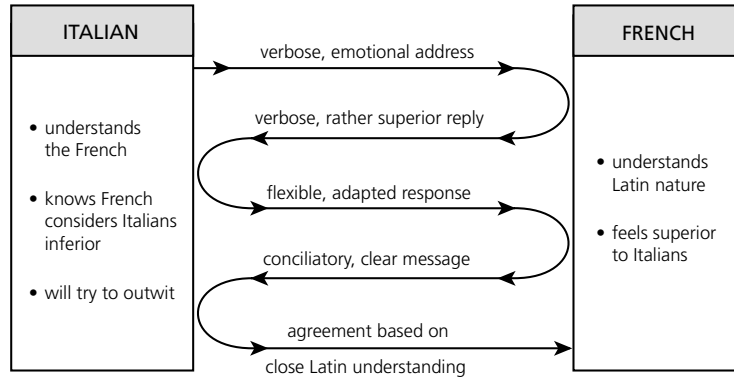 ITALIAN
• understands
the French
• knows French
considers Italians
inferior
• will try to outwit
verbose, emotional address
verbose, rather superior reply
flexible, adapted response
conciliatory, clear message
agreement based on
close Latin understanding
FRENCH
• understands
Latin nature
• feels superior
to Italians